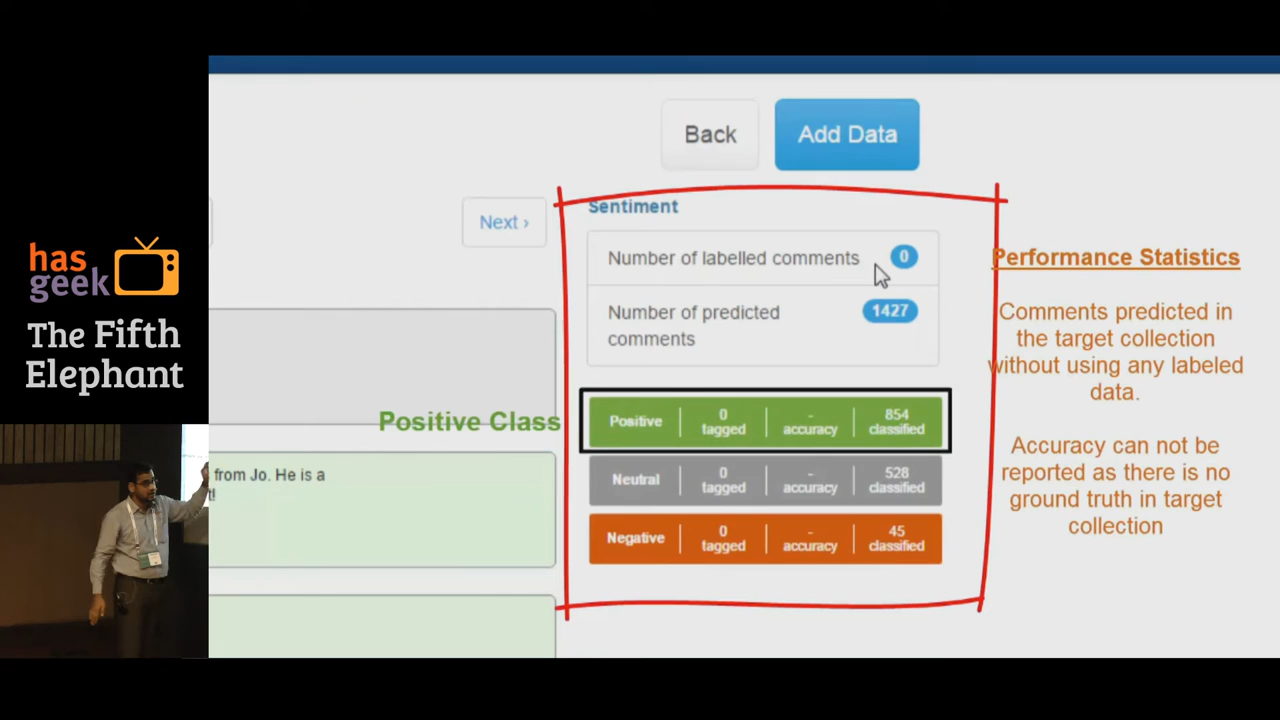 has
geek
The Fifth
Elephant
Back
Add Data
Next ›
Sentiment
Number of labelled comments 0
Number of predicted
comments
1427
Positive Class
Positive 0 tagged - accuracy 854 classified
Neutral 0 tagged - accuracy 528 classified
Negative 0 tagged - accuracy 45 classified
from Jo. He is a
!
Performance Statistics
Comments predicted in
the target collection
without using any labeled
data.
Accuracy can not be
reported as there is no
ground truth in target
collection